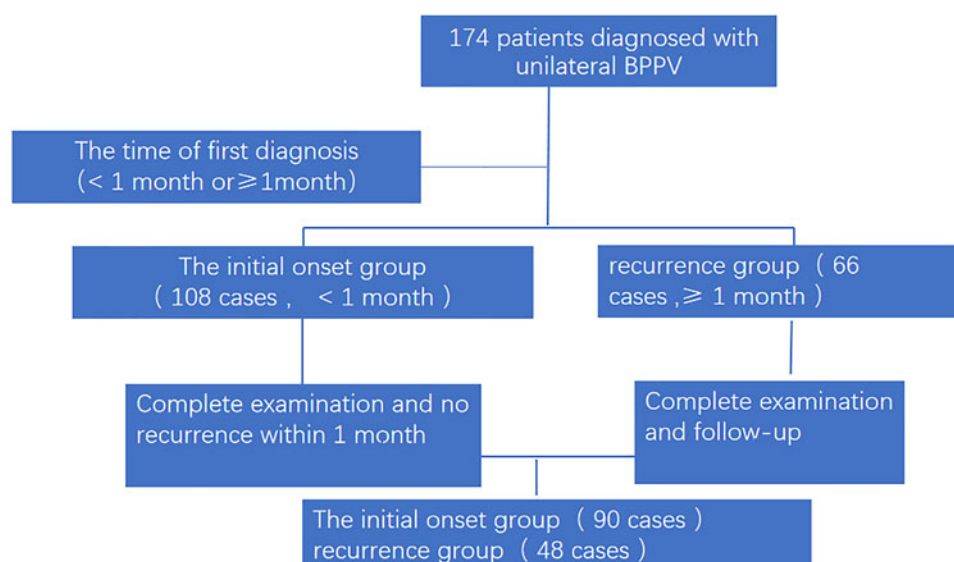 174 patients diagnosed with
unilateral BPPV
The time of first diagnosis
(< 1 month or≥1month)
The initial onset group
( 108 cases , < 1 month )
recurrence group ( 66
cases ,≥ 1 month )
Complete examination and no
recurrence within 1 month
Complete examination
and follow-up
The initial onset group ( 90 cases )
recurrence group ( 48 cases )